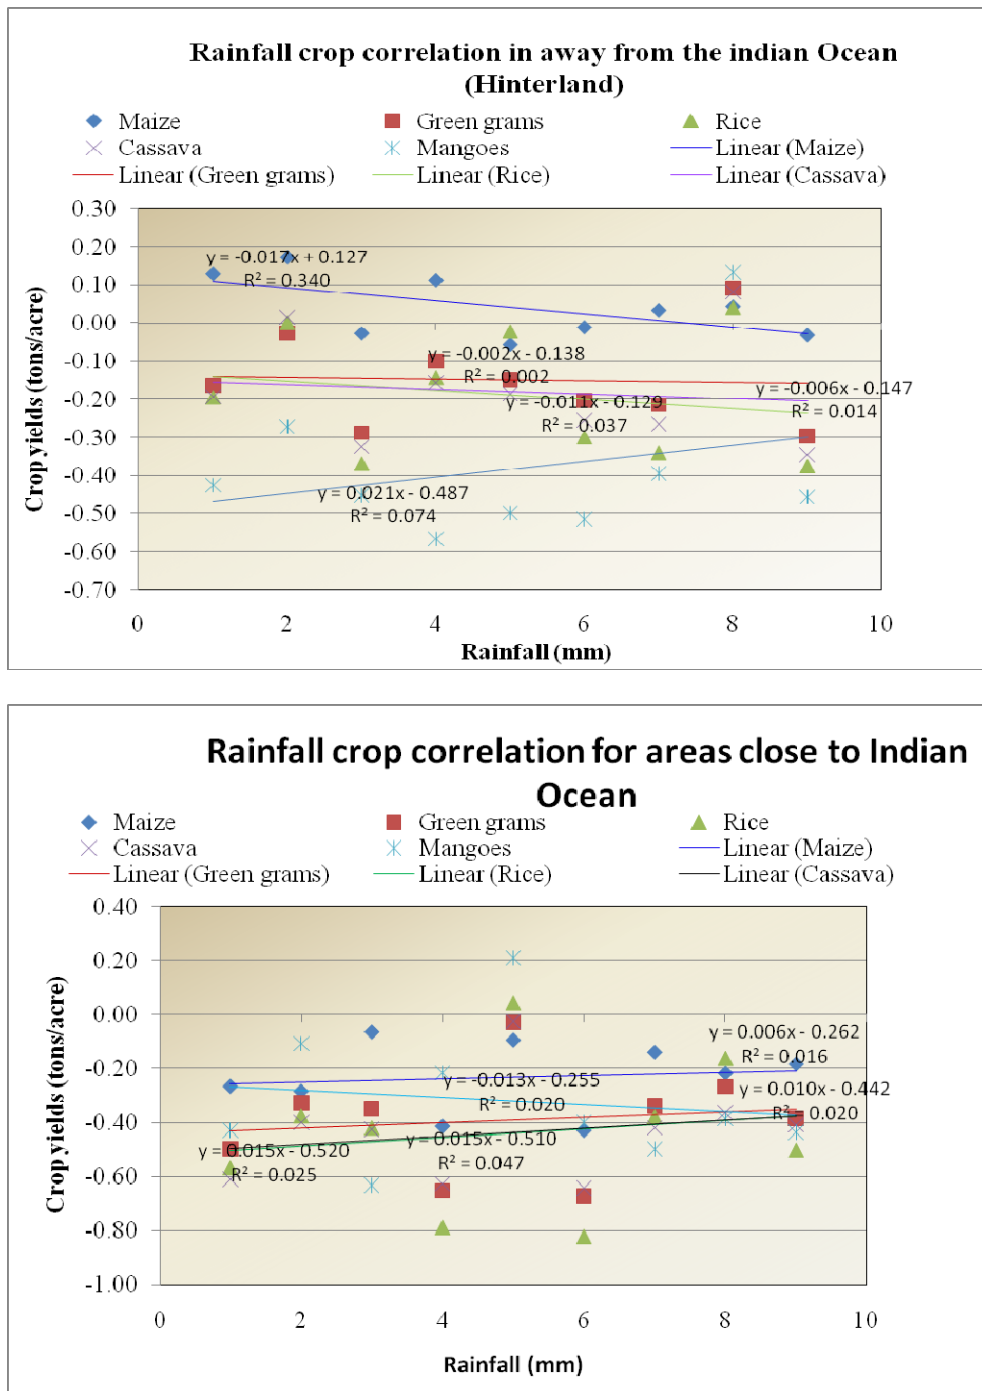 Rainfall crop correlation in away from the indian Ocean
(Hinterland)
Maize Green grams Rice
Cassava Mangoes Linear (Maize)
Linear (Green grams) Linear (Rice) Linear (Cassava)
0.30
0.20
0.10
0.00
-0.10
-0.20
-0.30
-0.40
-0.50
-0.60
-0.70
Crop yields (tons/acre)
y = -0.017x + 0.127
R² = 0.340
y = -0.002x - 0.138
R² = 0.002
y = -0.006x - 0.147
R² = 0.014
y = -0.011x - 0.129
R² = 0.037
y = 0.021x - 0.487
R² = 0.074
0 2 4 6 8 10
Rainfall (mm)
Rainfall crop correlation for areas close to Indian
Ocean
Maize Green grams Rice
Cassava Mangoes Linear (Maize)
Linear (Green grams) Linear (Rice) Linear (Cassava)
0.40
0.20
0.00
-0.20
-0.40
-0.60
-0.80
-1.00
Crop yields (tons/acre)
y = 0.006x - 0.262
R² = 0.016
y = -0.013x - 0.255
R² = 0.020
y = 0.010x - 0.442
R² = 0.020
y = 0.015x - 0.510
R² = 0.047
y = 0.015x - 0.520
R² = 0.025
0 2 4 6 8 10
Rainfall (mm)